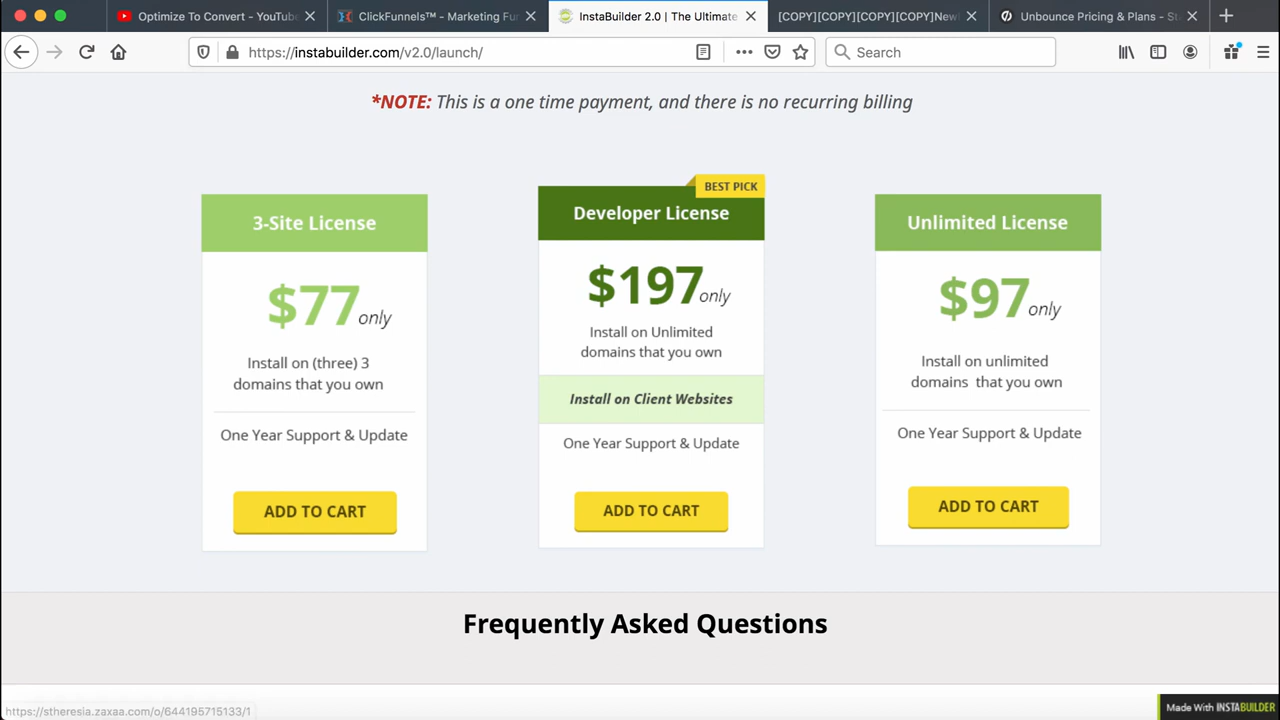 Optimize To Convert - YouTube
ClickFunnels™ - Marketing Fu
InstaBuilder 2.0 | The Ultimate
[COPY][COPY][COPY][COPY]Newl
Unbounce Pricing & Plans - St
https://instabuilder.com/v2.0/launch/
Search
*NOTE: This is a one time payment, and there is no recurring billing
3-Site License
$77 only
Install on (three) 3
domains that you own
One Year Support & Update
ADD TO CART
BEST PICK
Developer License
$197 only
Install on Unlimited
domains that you own
Install on Client Websites
One Year Support & Update
ADD TO CART
Unlimited License
$97 only
Install on unlimited
domains that you own
One Year Support & Update
ADD TO CART
Frequently Asked Questions
https://stheresia.zaxaa.com/o/644195715133/1
Made With INSTABUILDER